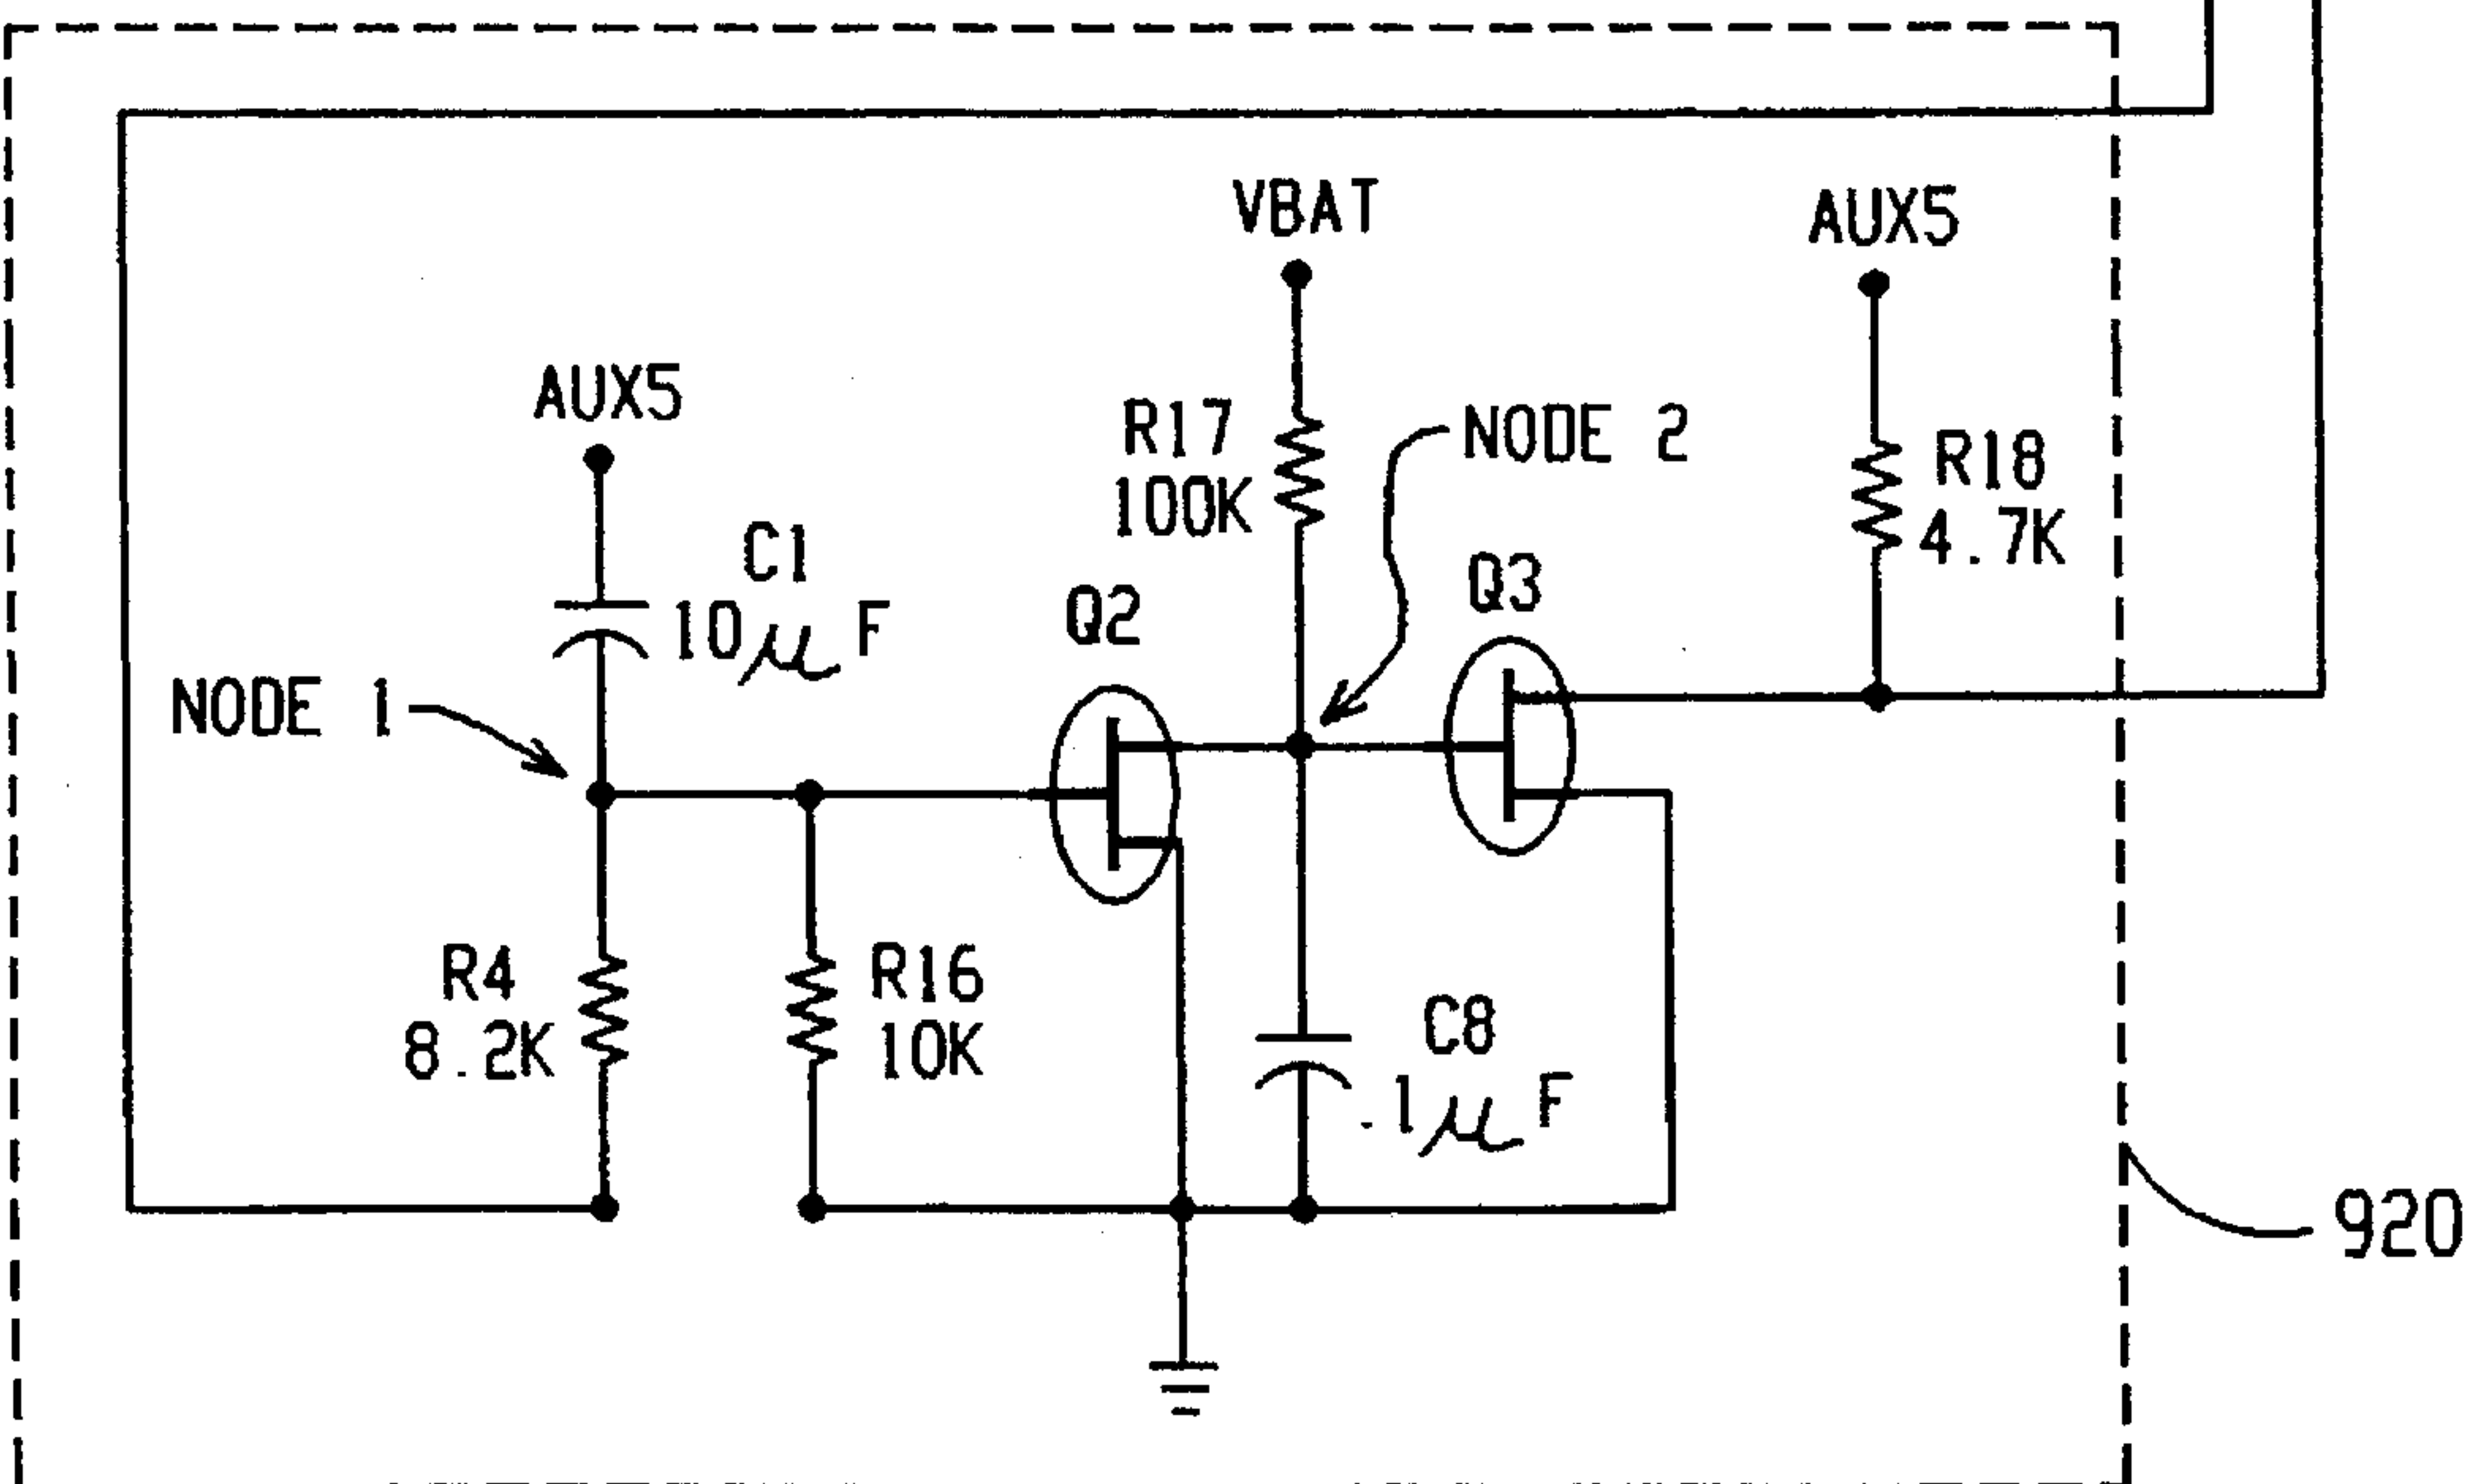 VBAT
AUX5
AUX5
R17
100K
NODE 2
R18
4.7K
C1
10μF
Q2
Q3
NODE 1
R4
8.2K
R16
10K
C8
.1μF
920